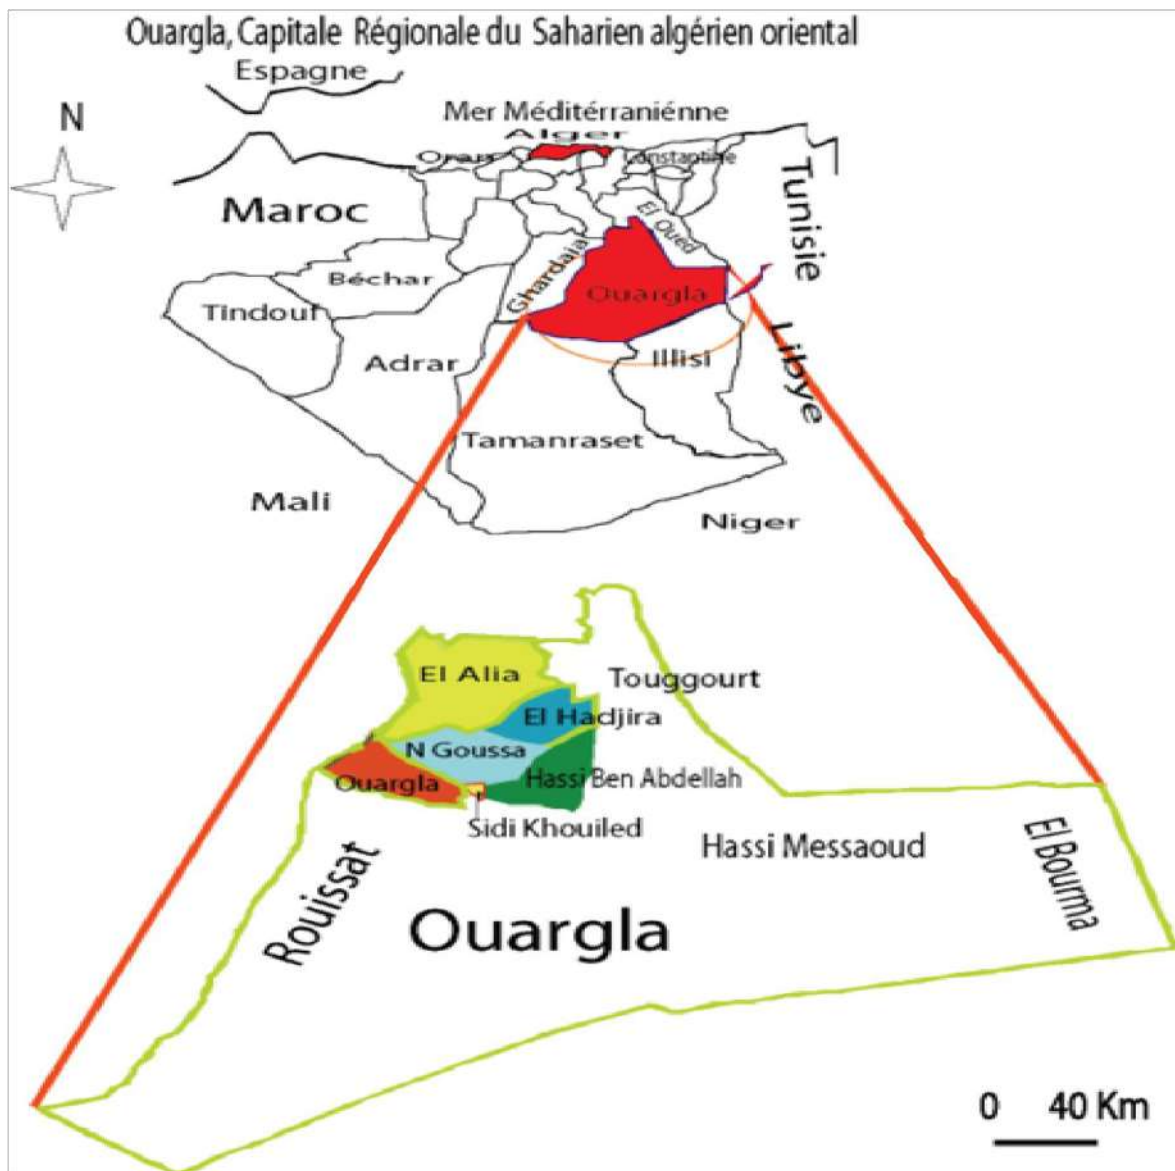 Ouargla, Capitale Régionale du Saharien algérien oriental
Espagne
N
Mer Méditérraniénne
Alger
Oran
Constantine
Maroc
Tunisie
El Oued
Ghardaia
Béchar
Ouargla
Tindouf
Adrar
Illisi
Libye
Tamanraset
Mali
Niger
El Alia
Touggourt
El Hadjira
N Goussa
Ouargla
Hassi Ben Abdellah
Sidi Khouiled
Hassi Messaoud
El Bourma
Rouissat
Ouargla
0 40 Km